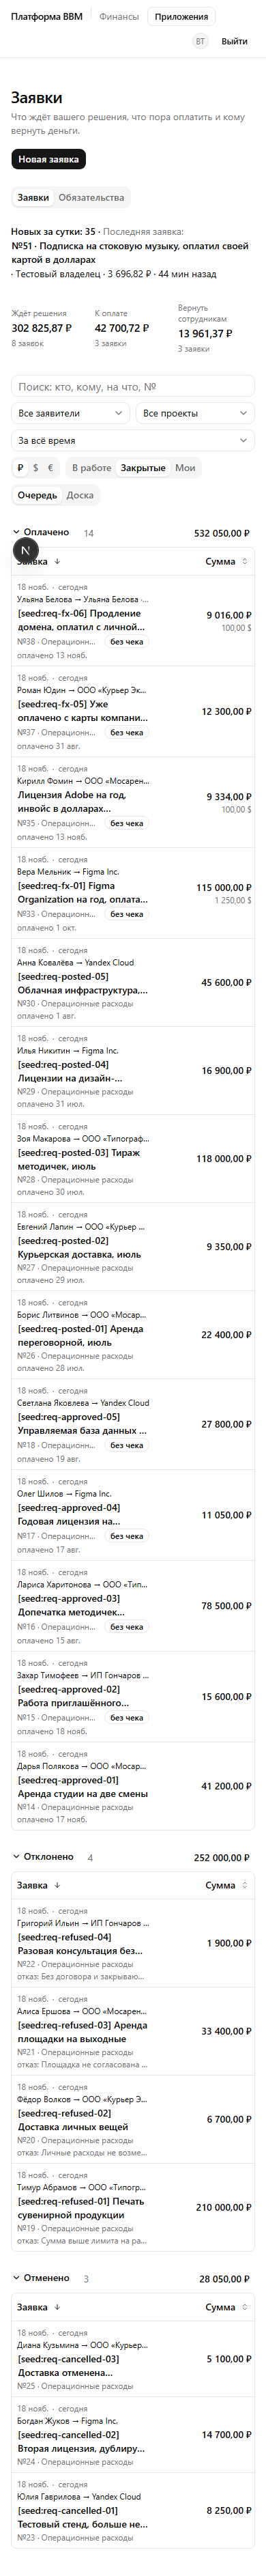 Платформа ВВМ
Финансы
Приложения
ВТ
Выйти
Заявки
Что ждёт вашего решения, что пора оплатить и кому
вернуть деньги.
Новая заявка
Заявки
Обязательства
Новых за сутки: 35 · Последняя заявка:
№51 · Подписка на стоковую музыку, оплатил своей
картой в долларах
· Тестовый владелец · 3 696,82 ₽ · 44 мин назад
Ждёт решения
302 825,87 ₽
8 заявок
К оплате
42 700,72 ₽
3 заявки
Вернуть
сотрудникам
13 961,37 ₽
3 заявки
Поиск: кто, кому, на что, №
Все заявители
Все проекты
За всё время
₽ $ €
В работе
Закрытые
Мои
Очередь
Доска
Оплачено 14 532 050,00 ₽
N
Заявка ↓ Сумма
18 нояб. · сегодня
Ульяна Белова → Ульяна Белова ·...
[seed:req-fx-06] Продление
домена, оплатил с личной...
№38 · Операционн... без чека
оплачено 13 нояб.
9 016,00 ₽
100,00 $
18 нояб. · сегодня
Роман Юдин → ООО «Курьер Эк...
[seed:req-fx-05] Уже
оплачено с карты компани...
№37 · Операционн... без чека
оплачено 31 авг.
12 300,00 ₽
18 нояб. · сегодня
Кирилл Фомин → ООО «Мосарен...
Лицензия Adobe на год,
инвойс в долларах...
№35 · Операционн... без чека
оплачено 13 нояб.
9 334,00 ₽
100,00 $
18 нояб. · сегодня
Вера Мельник → Figma Inc.
[seed:req-fx-01] Figma
Organization на год, оплата...
№33 · Операционн... без чека
оплачено 1 окт.
115 000,00 ₽
1 250,00 $
18 нояб. · сегодня
Анна Ковалёва → Yandex Cloud
[seed:req-posted-05]
Облачная инфраструктура,...
№30 · Операционные расходы
оплачено 1 авг.
45 600,00 ₽
18 нояб. · сегодня
Илья Никитин → Figma Inc.
[seed:req-posted-04]
Лицензии на дизайн-...
№29 · Операционные расходы
оплачено 31 июл.
16 900,00 ₽
18 нояб. · сегодня
Зоя Макарова → ООО «Типограф...
[seed:req-posted-03] Тираж
методичек, июль
№28 · Операционные расходы
оплачено 30 июл.
118 000,00 ₽
18 нояб. · сегодня
Евгений Лапин → ООО «Курьер ...
[seed:req-posted-02]
Курьерская доставка, июль
№27 · Операционные расходы
оплачено 29 июл.
9 350,00 ₽
18 нояб. · сегодня
Борис Литвинов → ООО «Мосар...
[seed:req-posted-01] Аренда
переговорной, июль
№26 · Операционные расходы
оплачено 28 июл.
22 400,00 ₽
18 нояб. · сегодня
Светлана Яковлева → Yandex Cloud
[seed:req-approved-05]
Управляемая база данных ...
№18 · Операционн... без чека
оплачено 19 авг.
27 800,00 ₽
18 нояб. · сегодня
Олег Шилов → Figma Inc.
[seed:req-approved-04]
Годовая лицензия на...
№17 · Операционн... без чека
оплачено 17 авг.
11 050,00 ₽
18 нояб. · сегодня
Лариса Харитонова → ООО «Тип...
[seed:req-approved-03]
Допечатка методичек...
№16 · Операционн... без чека
оплачено 15 авг.
78 500,00 ₽
18 нояб. · сегодня
Захар Тимофеев → ИП Гончаров ...
[seed:req-approved-02]
Работа приглашённого...
№15 · Операционн... без чека
оплачено 18 нояб.
15 600,00 ₽
18 нояб. · сегодня
Дарья Полякова → ООО «Мосар...
[seed:req-approved-01]
Аренда студии на две смены
№14 · Операционные расходы
оплачено 17 нояб.
41 200,00 ₽
Отклонено 4 252 000,00 ₽
Заявка ↓ Сумма
18 нояб. · сегодня
Григорий Ильин → ИП Гончаров ...
[seed:req-refused-04]
Разовая консультация без...
№22 · Операционные расходы
отказ: Без договора и закрываю...
1 900,00 ₽
18 нояб. · сегодня
Алиса Ершова → ООО «Мосарен...
[seed:req-refused-03] Аренда
площадки на выходные
№21 · Операционные расходы
отказ: Площадка не согласована ...
33 400,00 ₽
18 нояб. · сегодня
Фёдор Волков → ООО «Курьер Э...
[seed:req-refused-02]
Доставка личных вещей
№20 · Операционные расходы
отказ: Личные расходы не возме...
6 700,00 ₽
18 нояб. · сегодня
Тимур Абрамов → ООО «Типогр...
[seed:req-refused-01] Печать
сувенирной продукции
№19 · Операционные расходы
отказ: Сумма выше лимита на ра...
210 000,00 ₽
Отменено 3 28 050,00 ₽
Заявка ↓ Сумма
18 нояб. · сегодня
Диана Кузьмина → ООО «Курьер...
[seed:req-cancelled-03]
Доставка отменена...
№25 · Операционные расходы
5 100,00 ₽
18 нояб. · сегодня
Богдан Жуков → Figma Inc.
[seed:req-cancelled-02]
Вторая лицензия, дублиру...
№24 · Операционные расходы
14 700,00 ₽
18 нояб. · сегодня
Юлия Гаврилова → Yandex Cloud
[seed:req-cancelled-01]
Тестовый стенд, больше не...
№23 · Операционные расходы
8 250,00 ₽